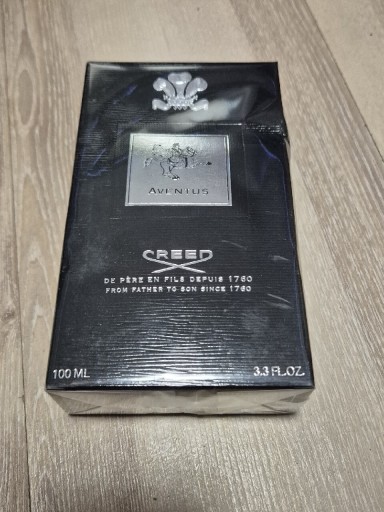 AVENTUS
CREED
DE PÈRE EN FILS DEPUIS 1760
FROM FATHER TO SON SINCE 1760
100 ML 3.3 FL.OZ.